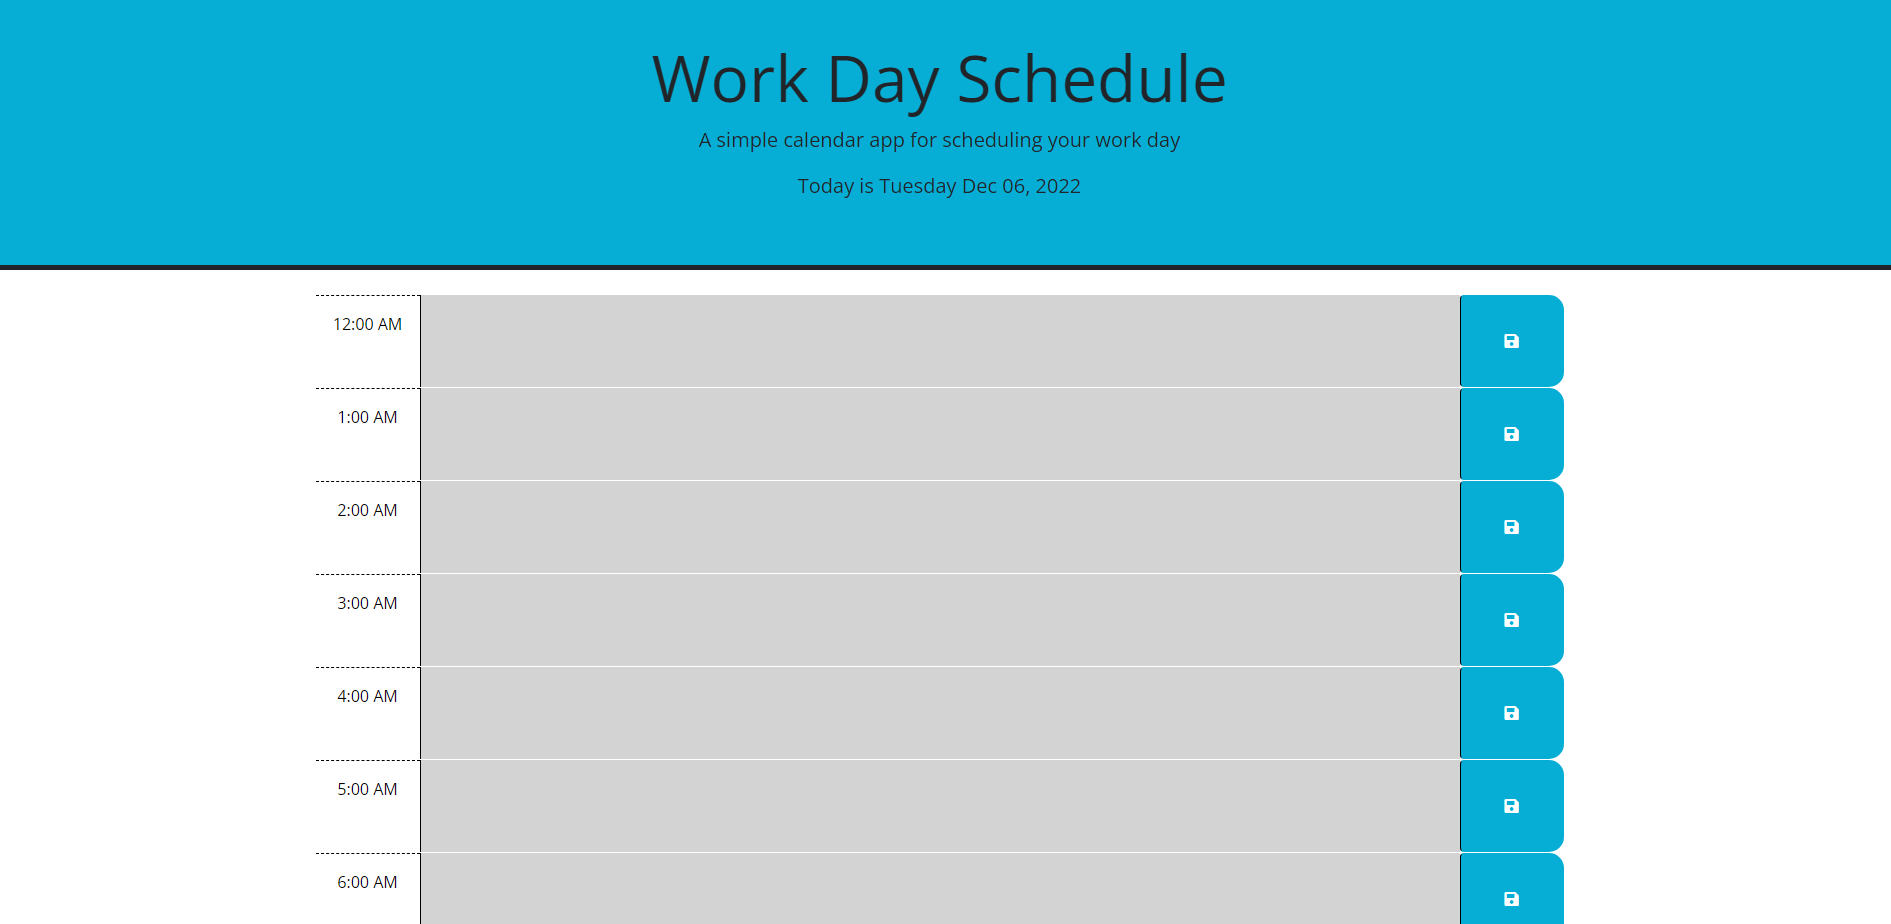 Work Day Schedule
A simple calendar app for scheduling your work day
Today is Tuesday Dec 06, 2022
12:00 AM
1:00 AM
2:00 AM
3:00 AM
4:00 AM
5:00 AM
6:00 AM